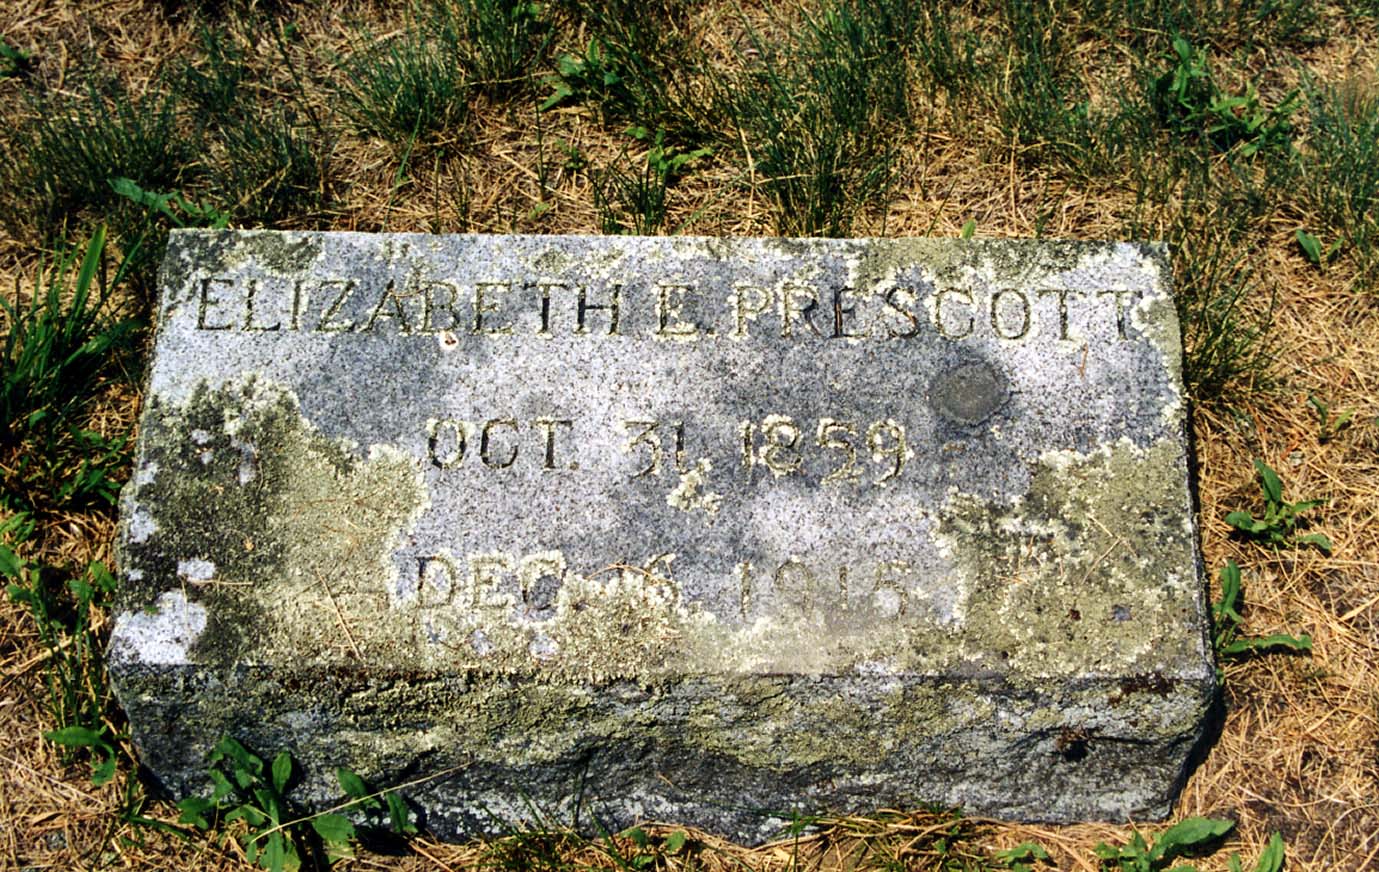 ELIZABETH E. PRESCOTT
OCT. 31, 1859
DEC. 1915